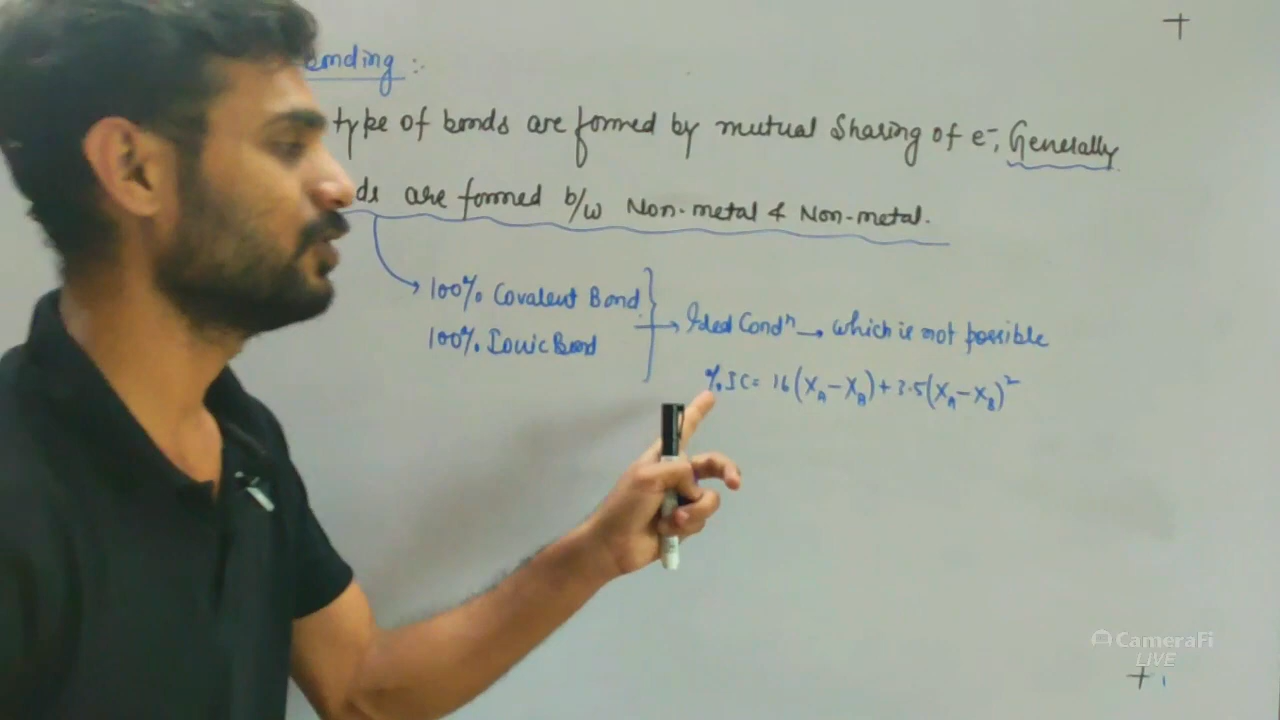 onding :-
type of bonds are formed by mutual Sharing of e⁻, Generally
ds are formed b/w Non-metal & Non-metal.
100% Covalent Bond
100% Ionic Bond
→ Ideal Condⁿ → which is not possible
% IC = 16(X_A - X_B) + 3.5(X_A - X_B)²
CameraFi
LIVE